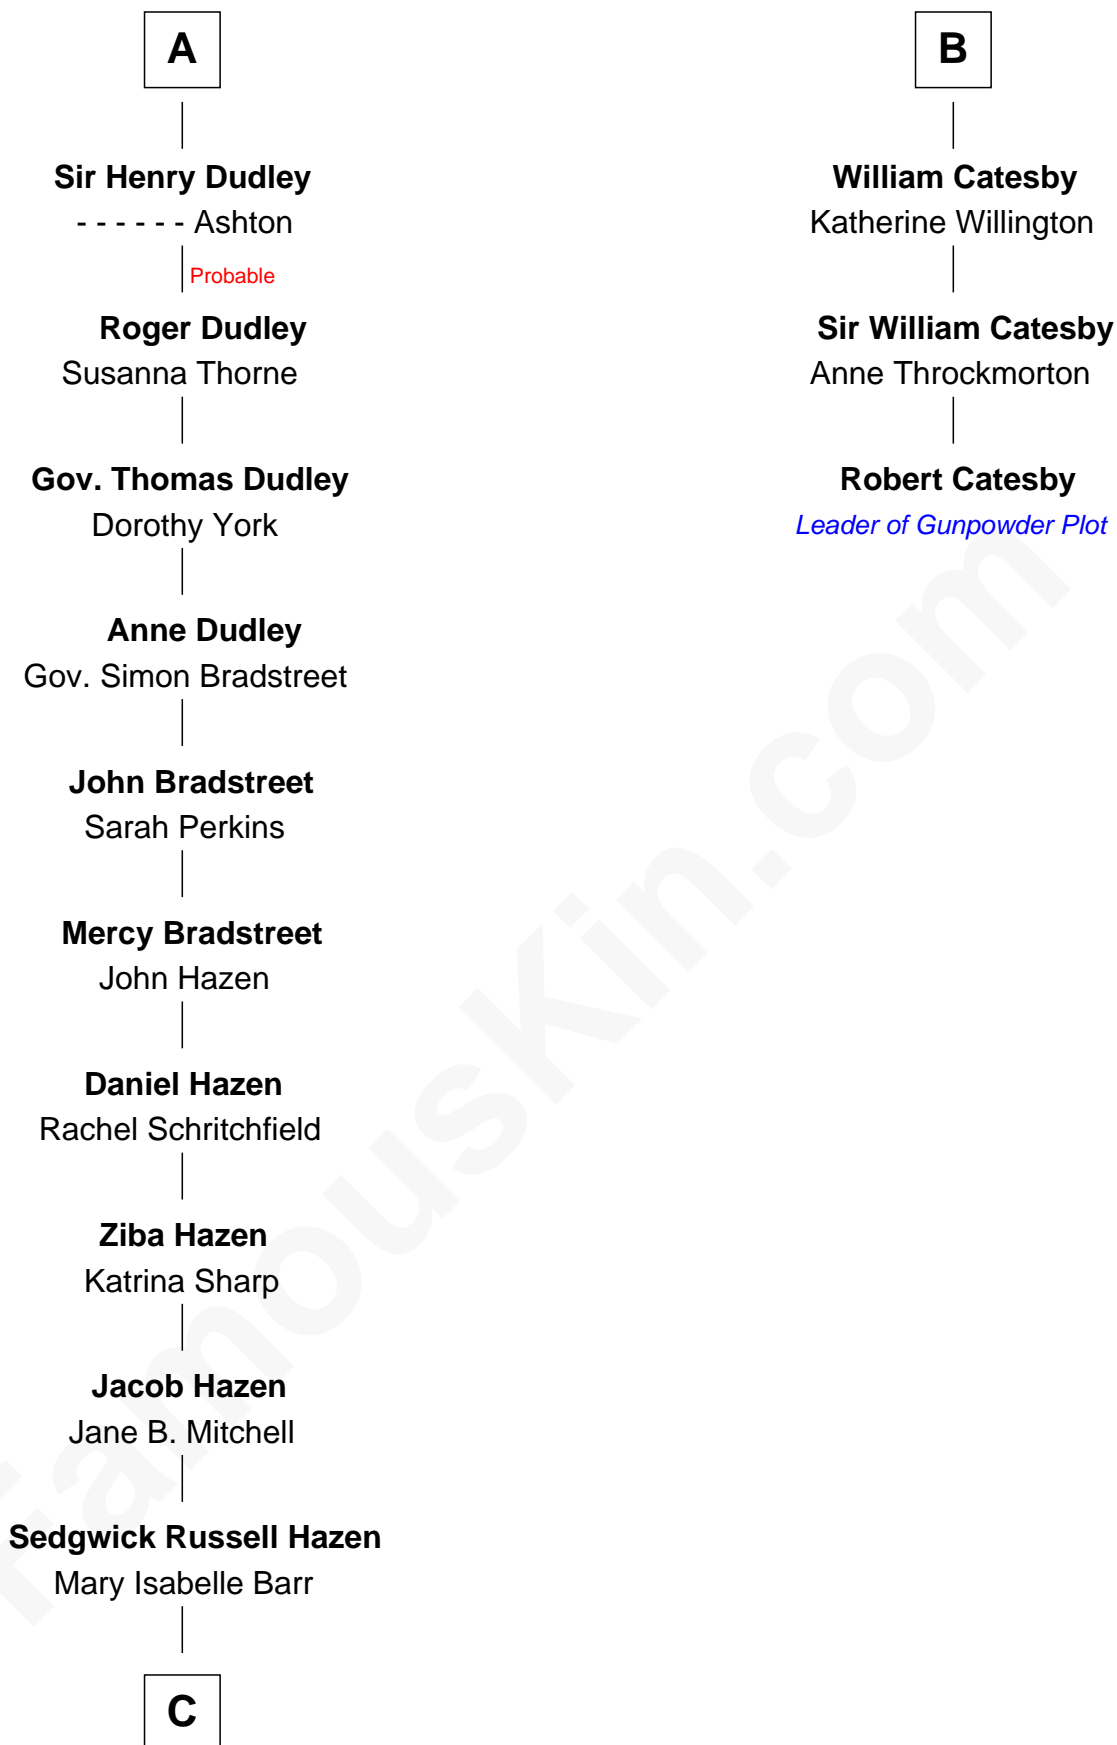 A
Sir Henry Dudley
- - - - - - Ashton
Probable
Roger Dudley
Susanna Thorne
Gov. Thomas Dudley
Dorothy York
Anne Dudley
Gov. Simon Bradstreet
John Bradstreet
Sarah Perkins
Mercy Bradstreet
John Hazen
Daniel Hazen
Rachel Schritchfield
Ziba Hazen
Katrina Sharp
Jacob Hazen
Jane B. Mitchell
Sedgwick Russell Hazen
Mary Isabelle Barr
C
B
William Catesby
Katherine Willington
Sir William Catesby
Anne Throckmorton
Robert Catesby
Leader of Gunpowder Plot
FamousKin.com